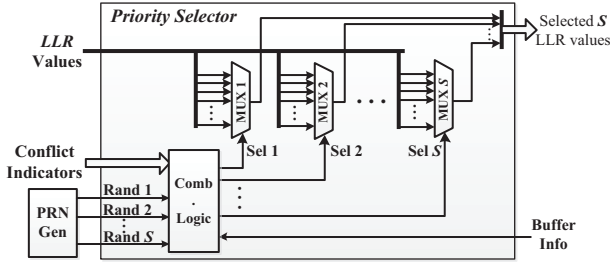 Priority Selector
Selected S
LLR values
LLR
Values
MUX 1
MUX 2
MUX S
Sel 1
Sel 2
Sel S
Conflict
Indicators
Comb
.
Logic
PRN
Gen
Rand 1
Rand 2
Rand S
Buffer
Info